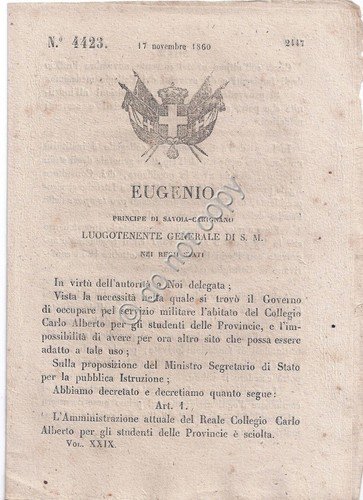 N.° 4423.
17 novembre 1860
2447
EUGENIO
PRINCIPE DI SAVOIA-CARIGNANO
LUOGOTENENTE GENERALE DI S. M.
NEI REGII STATI
In virtù dell'autorità a Noi delegata ;
Vista la necessità nella quale si trovò il Governo
di occupare pel servizio militare l'abitato del Collegio
Carlo Alberto per gli studenti delle Provincie, e l'im-
possibilità di avere per ora altro sito che possa essere
adatto a tale uso ;
Sulla proposizione del Ministro Segretario di Stato
per la pubblica Istruzione ;
Abbiamo decretato e decretiamo quanto segue:
Art. 1.
L'Amministrazione attuale del Reale Collegio Carlo
Alberto per gli studenti delle Provincie è sciolta.
VOL. XXIX.
do not copy